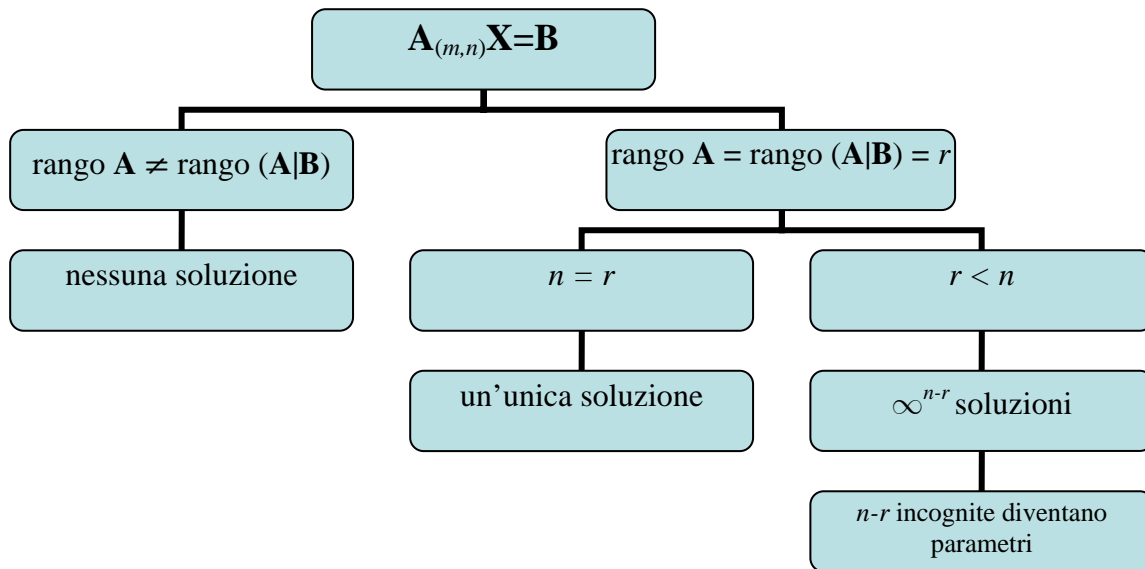 A(m,n)X=B
rango A ≠ rango (A|B)
rango A = rango (A|B) = r
nessuna soluzione
n = r
r < n
un’unica soluzione
∞n-r soluzioni
n-r incognite diventano
parametri